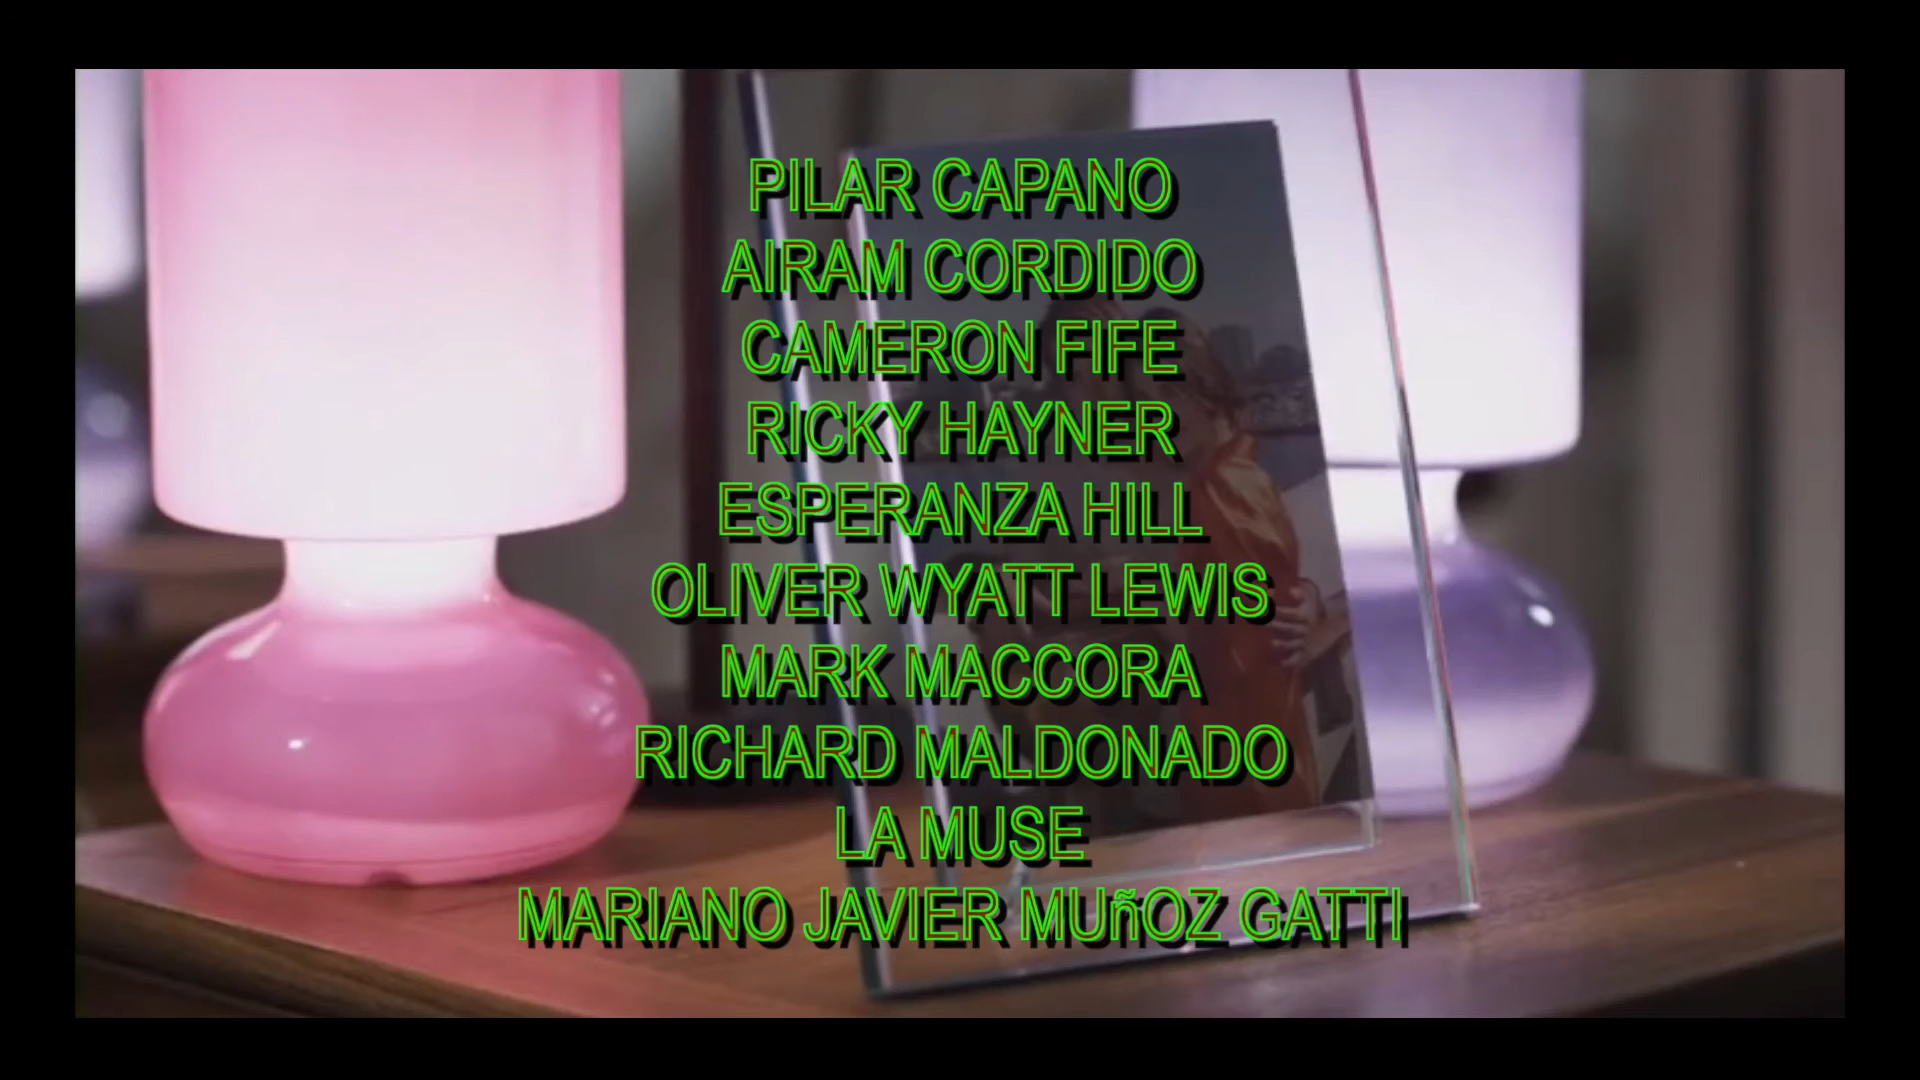 PILAR CAPANO
AIRAM CORDIDO
CAMERON FIFE
RICKY HAYNER
ESPERANZA HILL
OLIVER WYATT LEWIS
MARK MACCORA
RICHARD MALDONADO
LA MUSE
MARIANO JAVIER MUñOZ GATTI